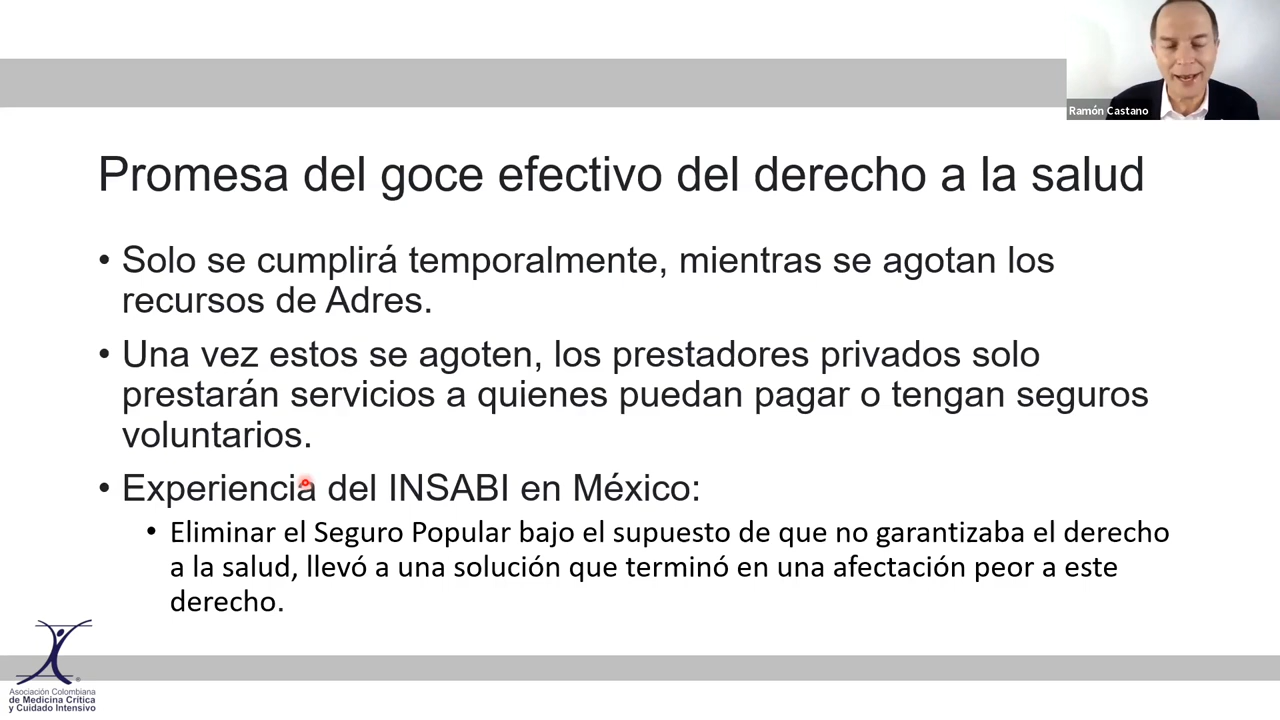 Ramón Castano
Promesa del goce efectivo del derecho a la salud
• Solo se cumplirá temporalmente, mientras se agotan los
recursos de Adres.
• Una vez estos se agoten, los prestadores privados solo
prestarán servicios a quienes puedan pagar o tengan seguros
voluntarios.
• Experiencia del INSABI en México:
• Eliminar el Seguro Popular bajo el supuesto de que no garantizaba el derecho
a la salud, llevó a una solución que terminó en una afectación peor a este
derecho.
Asociación Colombiana
de Medicina Crítica
y Cuidado Intensivo